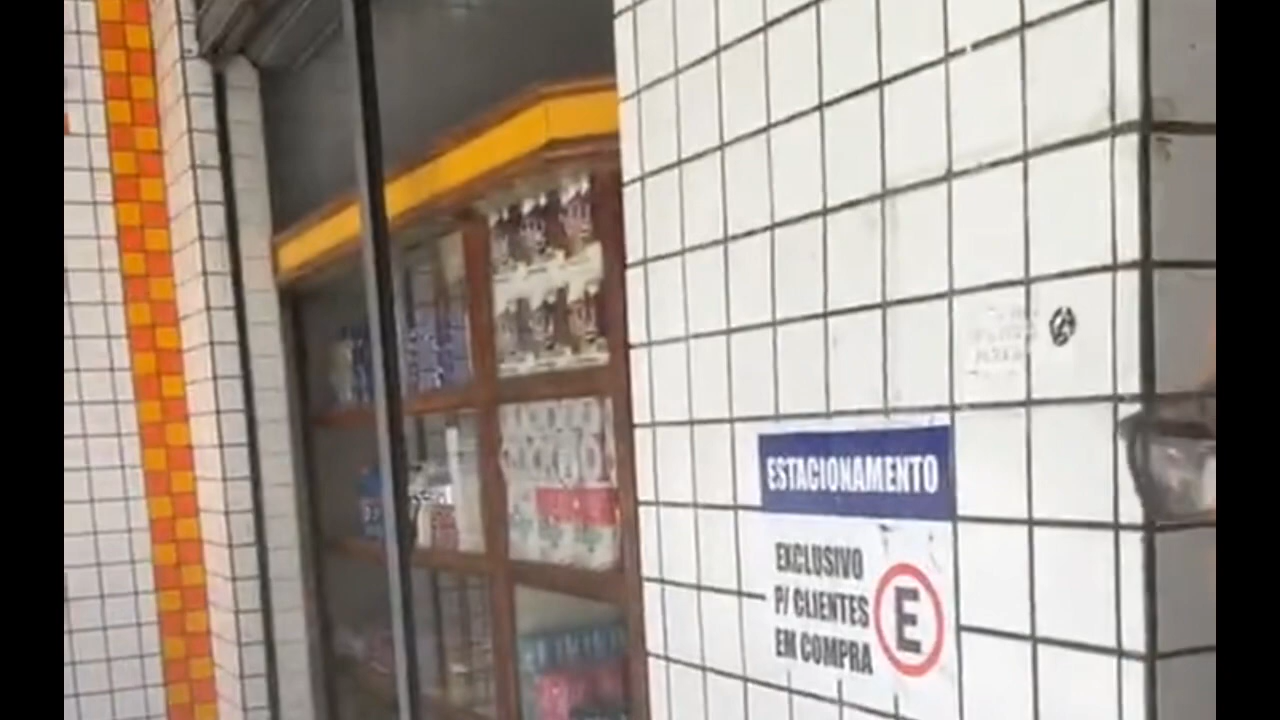 ESTACIONAMENTO
EXCLUSIVO
P/ CLIENTES
EM COMPRA
E